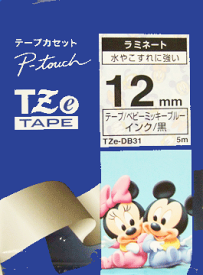 テープカセット
P-touch
TZe
TAPE
ラミネート
水やこすれに強い
12mm
テープ/ベビーミッキーブルー
インク/黒
TZe-DB31 5m